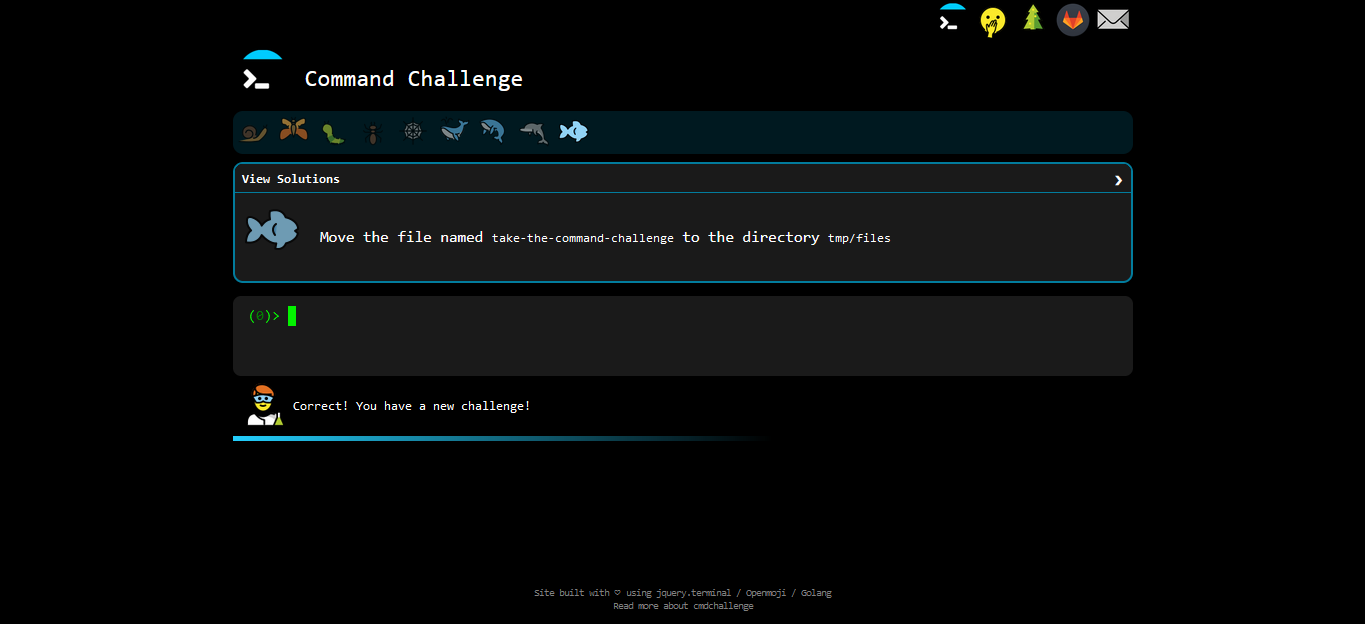 Command Challenge
View Solutions
Move the file named take-the-command-challenge to the directory tmp/files
(0)>
Correct! You have a new challenge!
Site built with ♡ using jquery.terminal / Openmoji / Golang
Read more about cmdchallenge